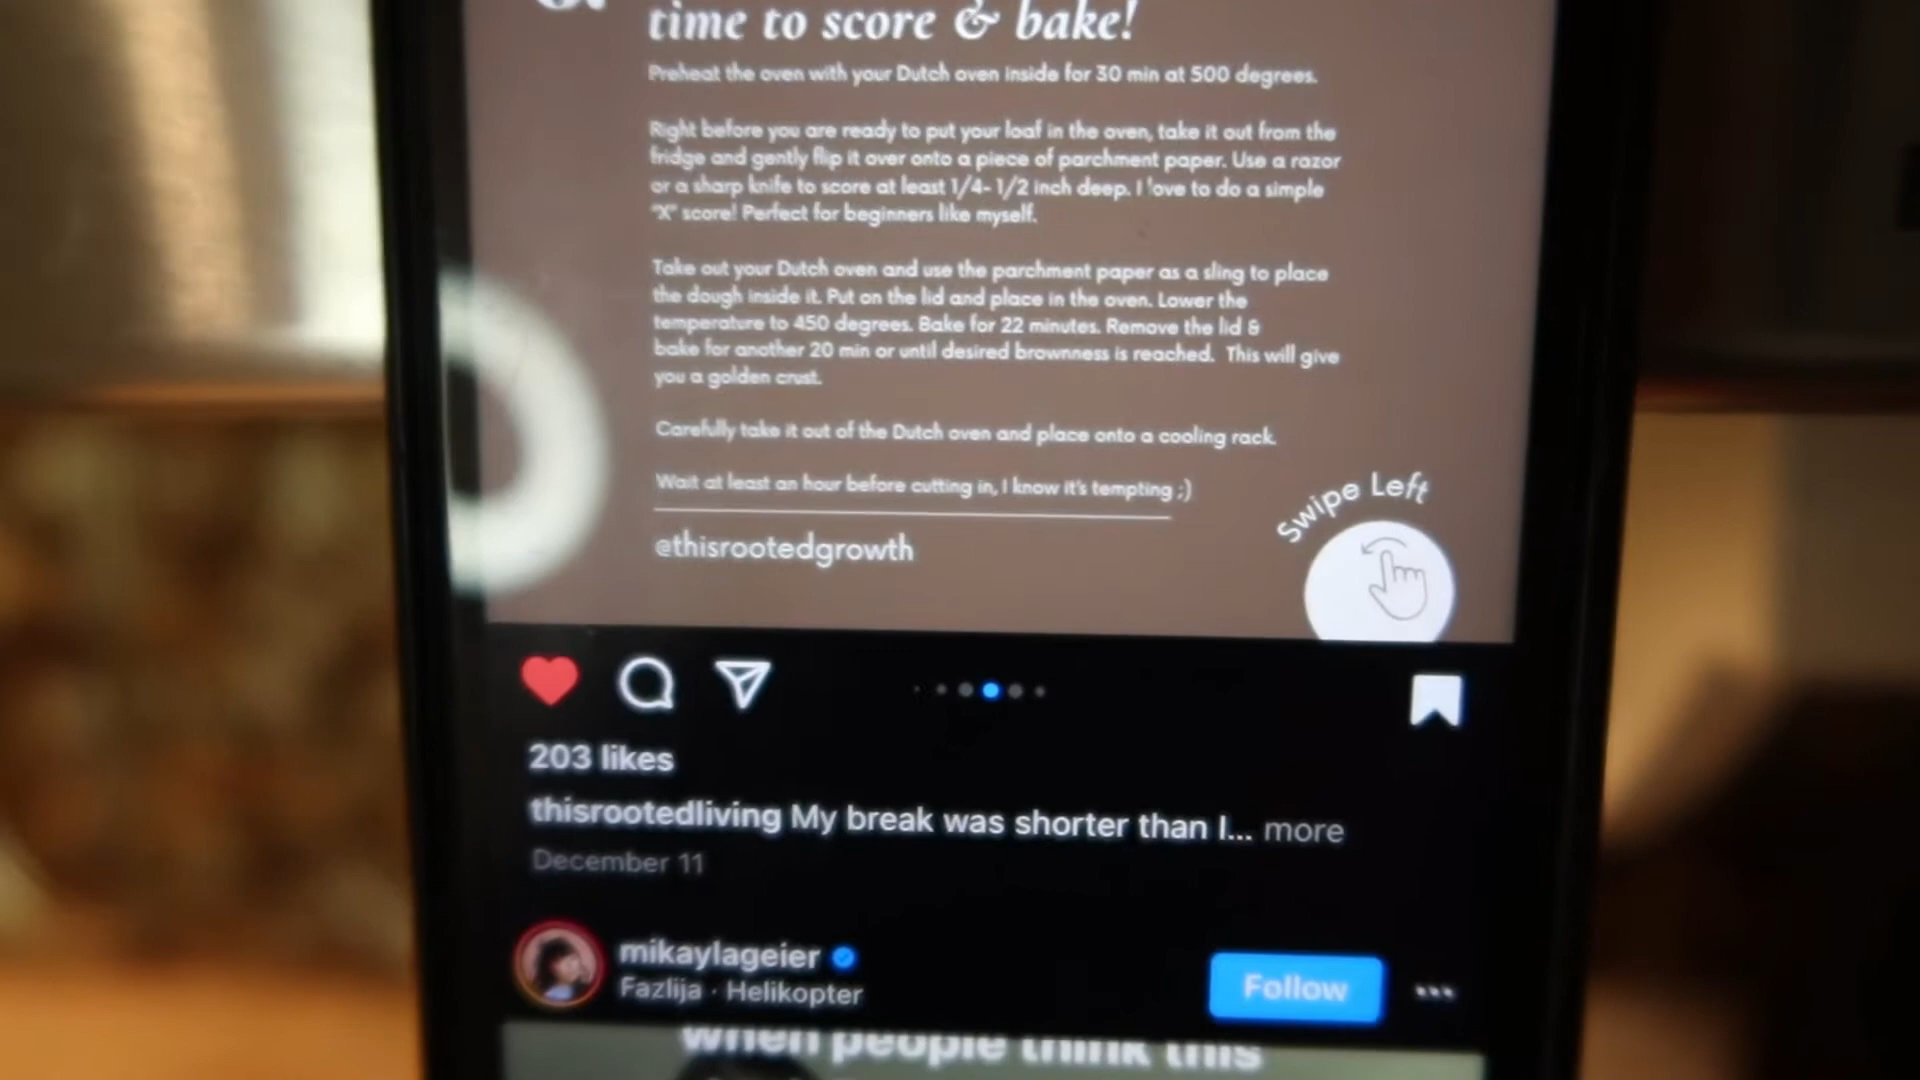 time to score & bake!
Preheat the oven with your Dutch oven inside for 30 min at 500 degrees.
Right before you are ready to put your loaf in the oven, take it out from the
fridge and gently flip it over onto a piece of parchment paper. Use a razor
or a sharp knife to score at least 1/4- 1/2 inch deep. I love to do a simple
"X" score! Perfect for beginners like myself.
Take out your Dutch oven and use the parchment paper as a sling to place
the dough inside it. Put on the lid and place in the oven. Lower the
temperature to 450 degrees. Bake for 22 minutes. Remove the lid &
bake for another 20 min or until desired brownness is reached. This will give
you a golden crust.
Carefully take it out of the Dutch oven and place onto a cooling rack.
Wait at least an hour before cutting in, I know it's tempting ;)
@thisrootedgrowth
Swipe Left
203 likes
thisrootedliving My break was shorter than I... more
December 11
mikaylageier
Fazlija · Helikopter
Follow
when people think this